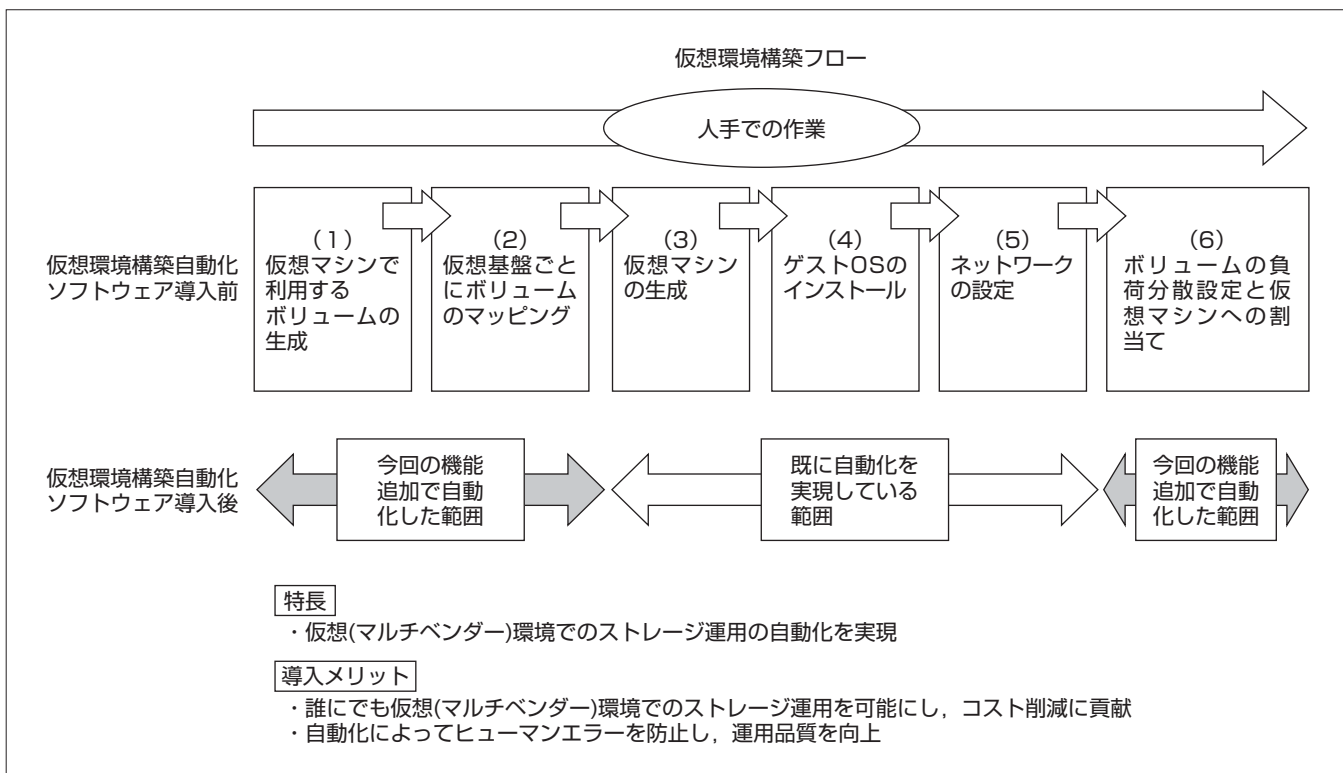 仮想環境構築フロー
人手での作業
仮想環境構築自動化
ソフトウェア導入前
(1)
仮想マシンで
利用する
ボリュームの
生成
(2)
仮想基盤ごと
にボリューム
のマッピング
(3)
仮想マシン
の生成
(4)
ゲストOSの
インストール
(5)
ネットワーク
の設定
(6)
ボリュームの負
荷分散設定と仮
想マシンへの割
当て
仮想環境構築自動化
ソフトウェア導入後
今回の機能
追加で自動
化した範囲
既に自動化を
実現している
範囲
今回の機能
追加で自動
化した範囲
特長
・仮想(マルチベンダー)環境でのストレージ運用の自動化を実現
導入メリット
・誰にでも仮想(マルチベンダー)環境でのストレージ運用を可能にし，コスト削減に貢献
・自動化によってヒューマンエラーを防止し，運用品質を向上